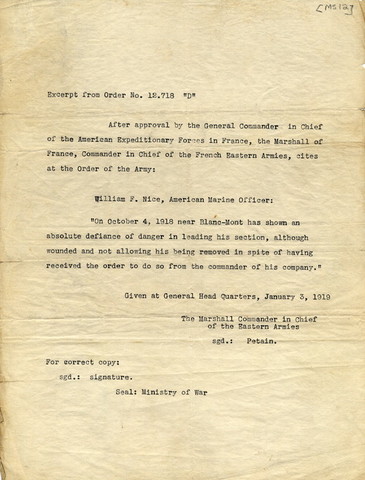 [MS12]
Excerpt from Order No. 12.718 "D"
After approval by the General Commander in Chief
of the American Expeditionary Forces in France, the Marshall of
France, Commander in Chief of the French Eastern Armies, cites
at the Order of the Army:
William F. Nice, American Marine Officer:
"On October 4, 1918 near Blanc-Mont has shown an
absolute defiance of danger in leading his section, although
wounded and not allowing his being removed in spite of having
received the order to do so from the commander of his company."
Given at General Head Quarters, January 3, 1919
The Marshall Commander in Chief
of the Eastern Armies
sgd.: Petain.
For correct copy:
sgd.: signature.
Seal: Ministry of War